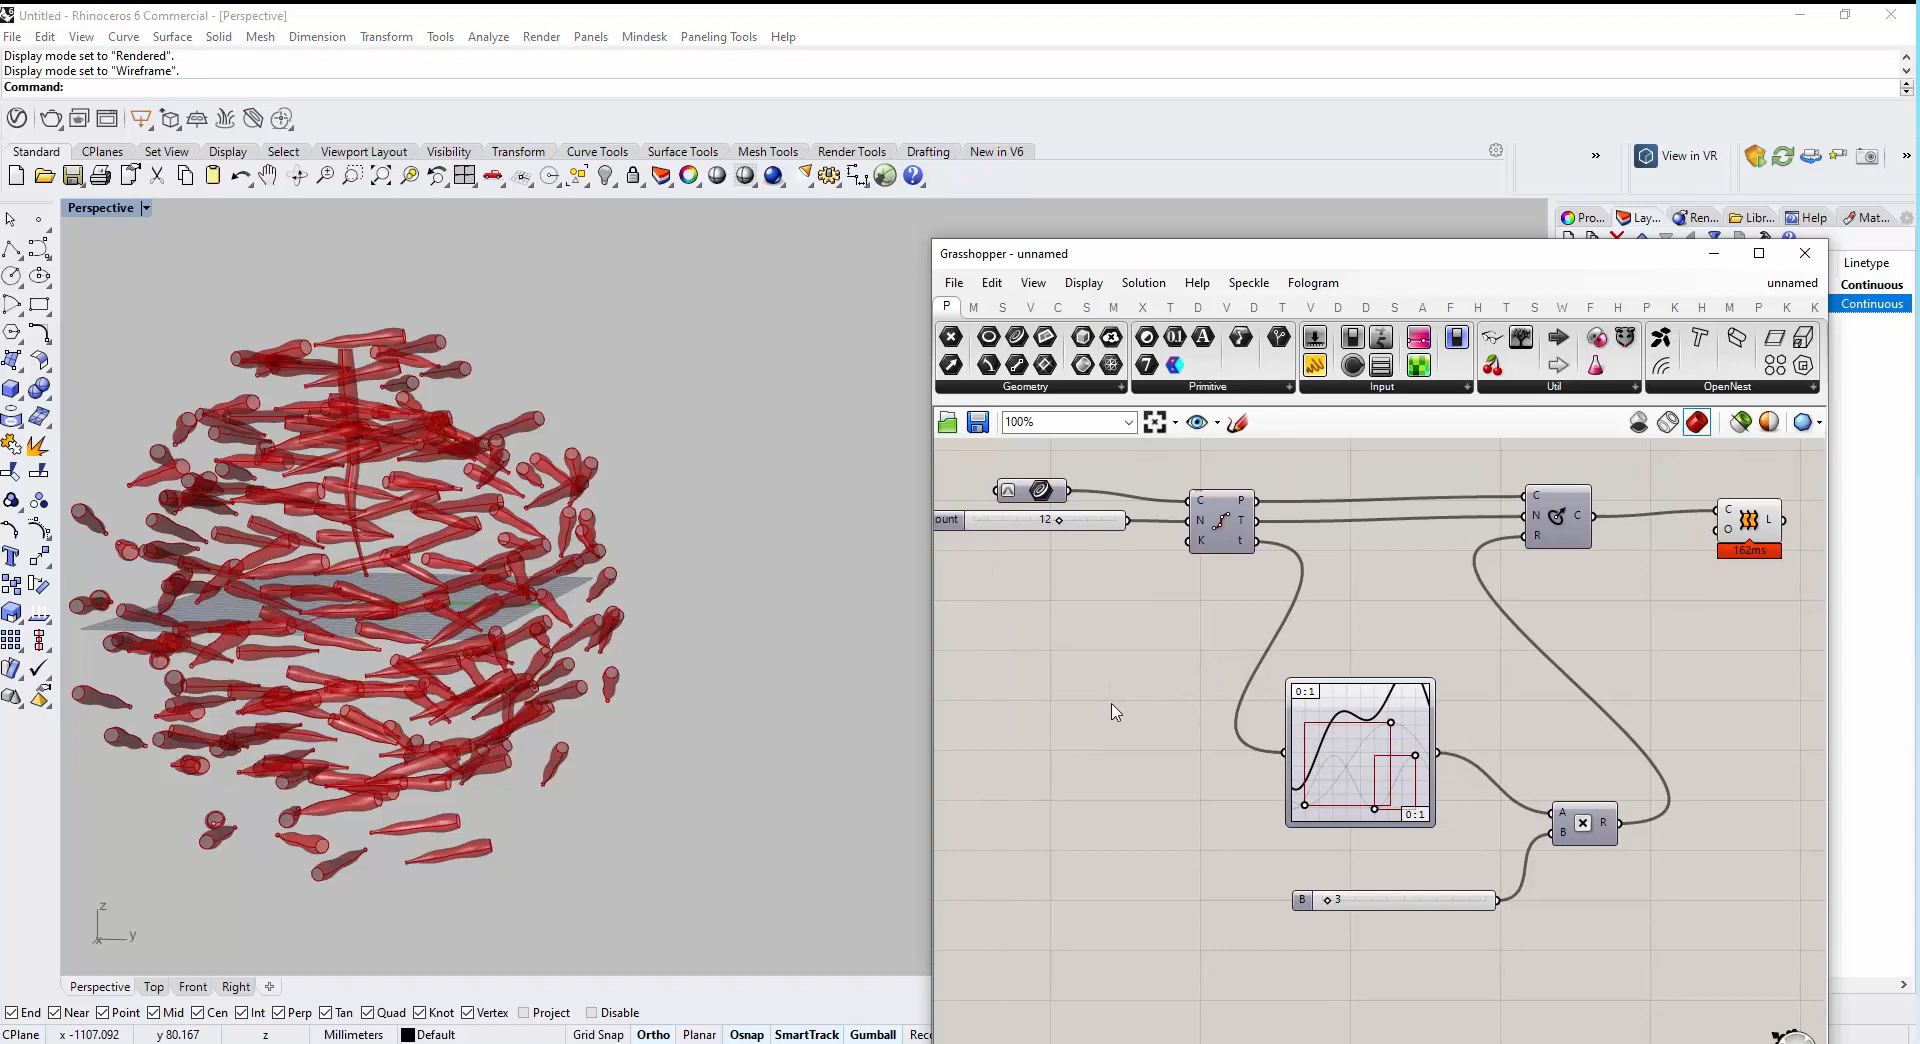 Untitled - Rhinoceros 6 Commercial - [Perspective]
File Edit View Curve Surface Solid Mesh Dimension Transform Tools Analyze Render Panels Mindesk Paneling Tools Help
Display mode set to "Rendered".
Display mode set to "Wireframe".
Command:
Standard CPlanes Set View Display Select Viewport Layout Visibility Transform Curve Tools Surface Tools Mesh Tools Render Tools Drafting New in V6
» View in VR »
Perspective
Pro... Lay... Ren... Libr... Help Mat...
Linetype
Continuous
Continuous
Grasshopper - unnamed
File Edit View Display Solution Help Speckle Fologram unnamed
P M S V C S M X T D V D T V D D S A F H T S W F H K H M P K K
Geometry Primitive Input Util OpenNest
100%
C P
N T
K t
ount 12
C
N C
R
C L
O
162ms
0:1
0:1
A R
B
B 3
z
x y
Perspective Top Front Right
End Near Point Mid Cen Int Perp Tan Quad Knot Vertex Project Disable
CPlane x -1107.092 y 80.167 z Millimeters Default Grid Snap Ortho Planar Osnap SmartTrack Gumball Rec